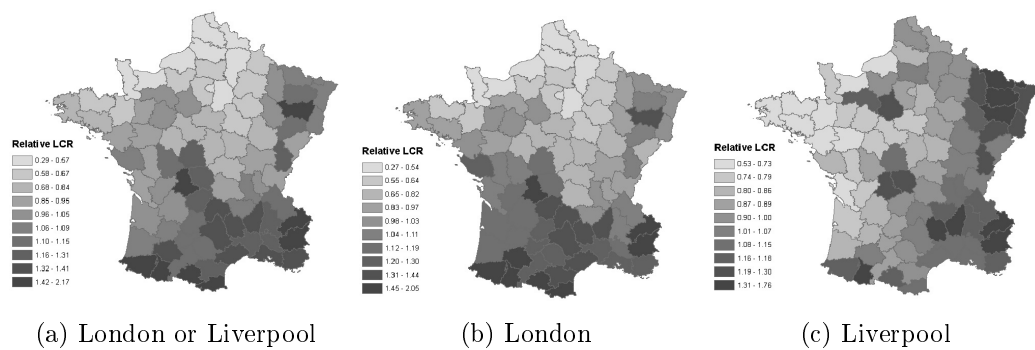 Relative LCR
0.29 - 0.57
0.58 - 0.67
0.68 - 0.84
0.85 - 0.95
0.96 - 1.05
1.06 - 1.09
1.10 - 1.15
1.16 - 1.31
1.32 - 1.41
1.42 - 2.17
(a) London or Liverpool
Relative LCR
0.27 - 0.54
0.55 - 0.64
0.65 - 0.82
0.83 - 0.97
0.98 - 1.03
1.04 - 1.11
1.12 - 1.19
1.20 - 1.30
1.31 - 1.44
1.45 - 2.05
(b) London
Relative LCR
0.53 - 0.73
0.74 - 0.79
0.80 - 0.86
0.87 - 0.89
0.90 - 1.00
1.01 - 1.07
1.08 - 1.15
1.16 - 1.18
1.19 - 1.30
1.31 - 1.76
(c) Liverpool